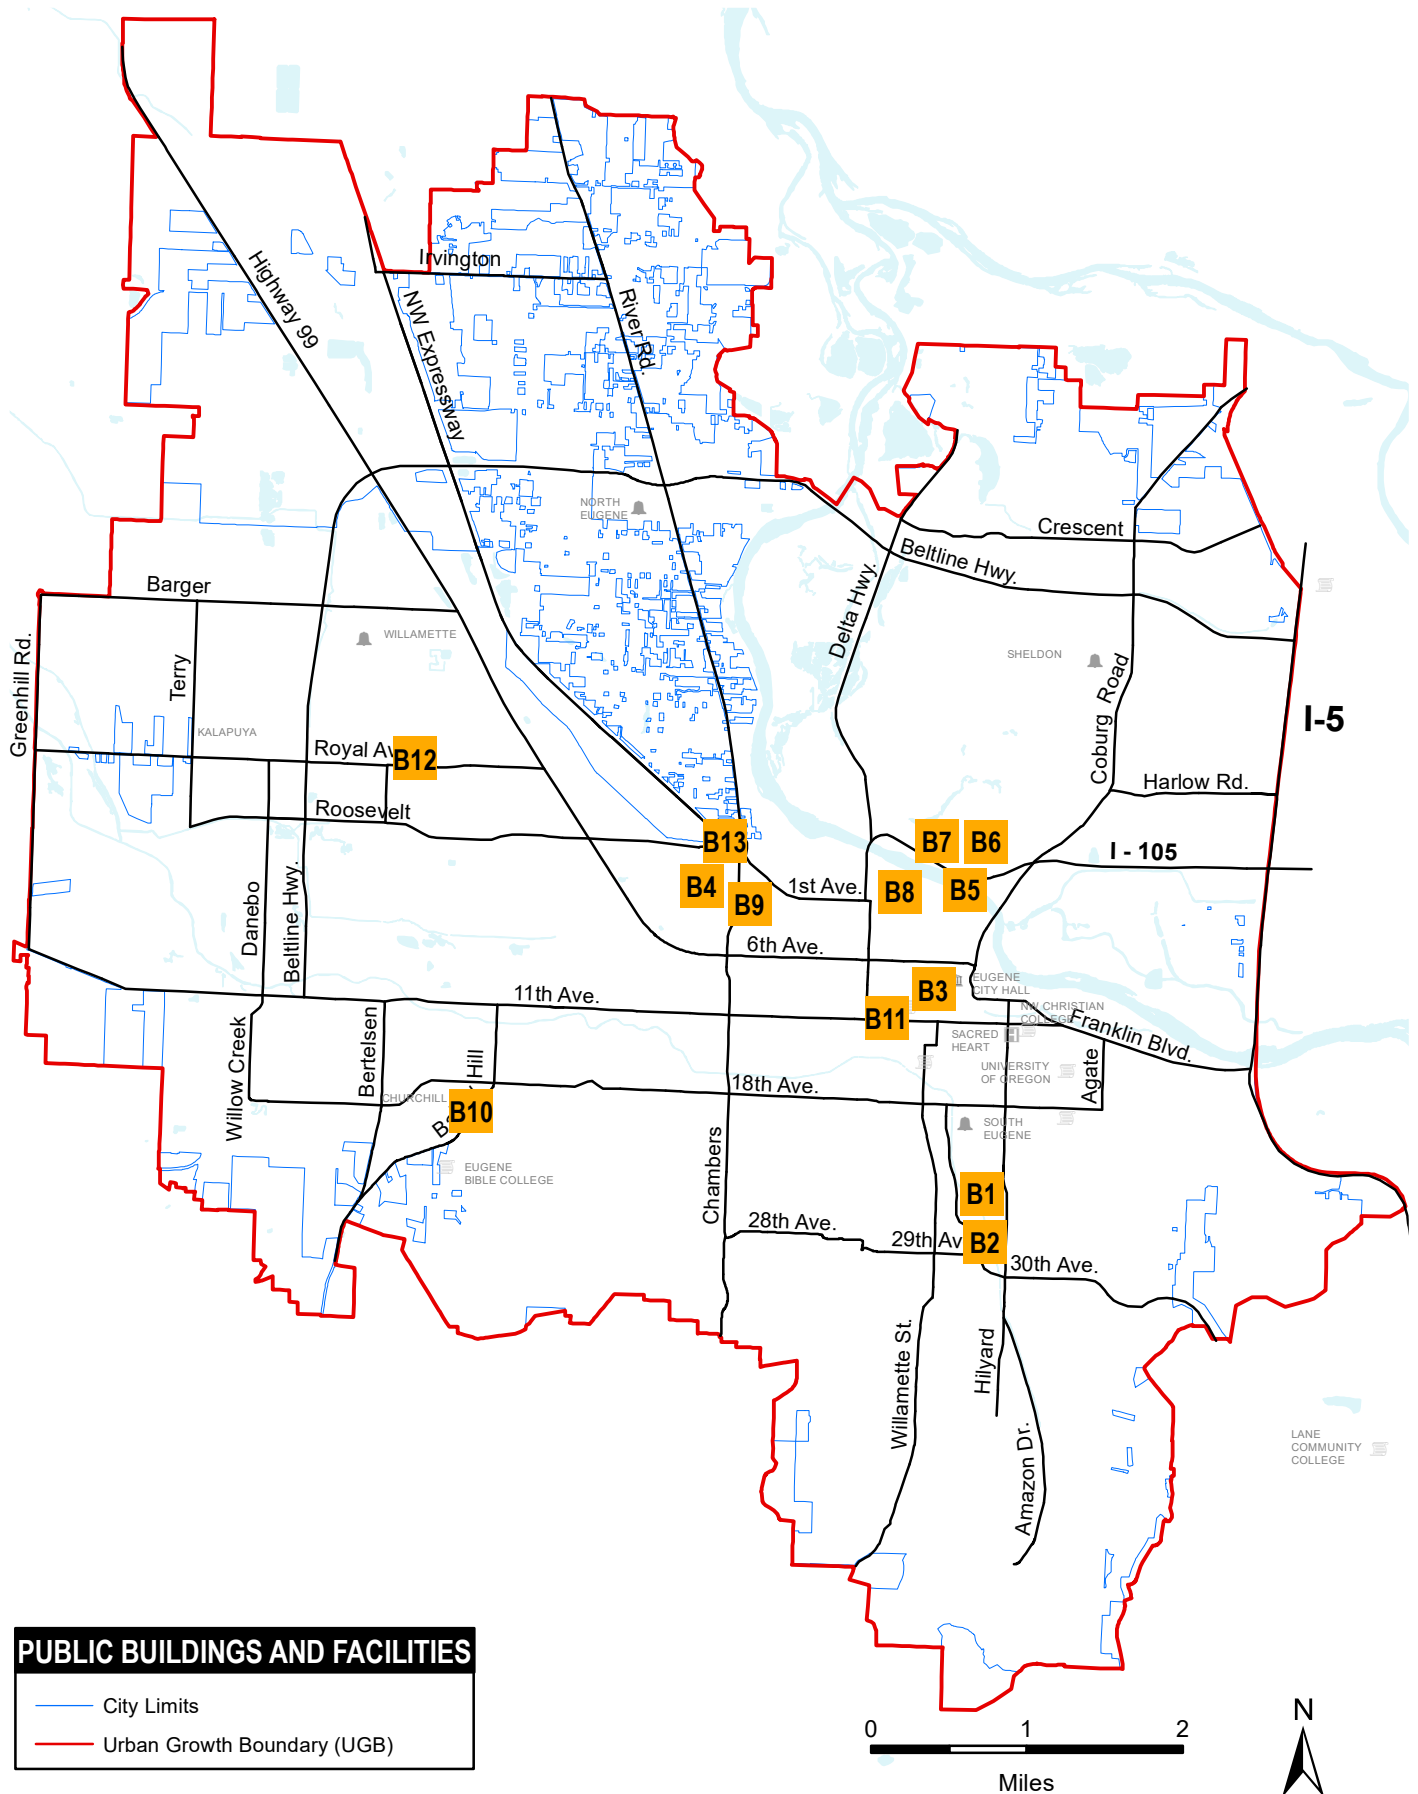 Highway 99
Irvington
NW Expressway
River Rd.
NORTH
EUGENE
Crescent
Beltline Hwy.
Delta Hwy.
Barger
Greenhill Rd.
Terry
WILLAMETTE
SHELDON
Coburg Road
I-5
KALAPUYA
Royal Av
B12
Harlow Rd.
Roosevelt
B13
B7
B6
I - 105
B4
B9
1st Ave.
B8
B5
Danebo
Beltline Hwy.
6th Ave.
EUGENE
CITY HALL
B3
11th Ave.
B11
NW CHRISTIAN
COLLEGE
Franklin Blvd.
SACRED
HEART
Willow Creek
Bertelsen
Hill
UNIVERSITY
OF OREGON
Agate
18th Ave.
CHURCHILL
B10
SOUTH
EUGENE
EUGENE
BIBLE COLLEGE
Chambers
B1
28th Ave.
29th Av
B2
30th Ave.
Willamette St.
Hilyard
Amazon Dr.
LANE
COMMUNITY
COLLEGE
PUBLIC BUILDINGS AND FACILITIES
City Limits
Urban Growth Boundary (UGB)
0 1 2
Miles
N